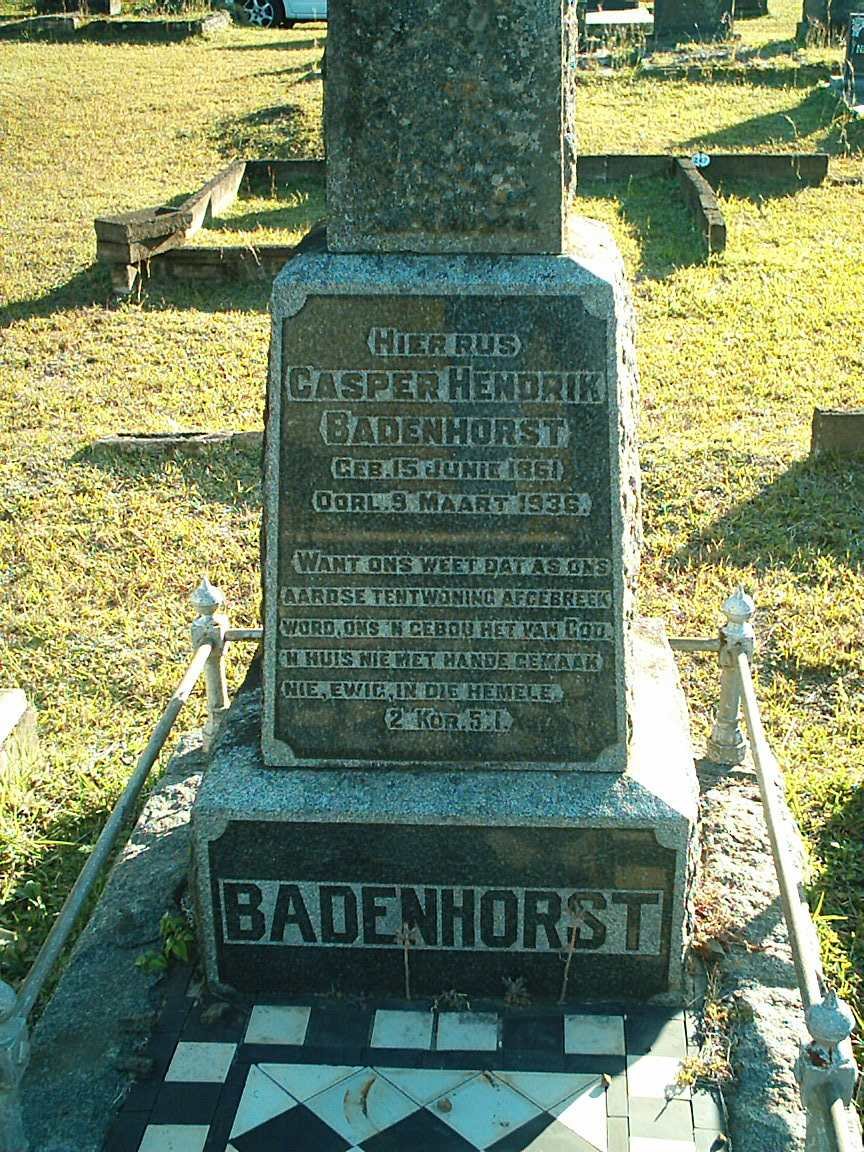 HIER RUS
CASPER HENDRIK
BADENHORST
GEB. 15 JUNIE 1861
OORL. 9 MAART 1936.
WANT ONS WEET DAT AS ONS
AARDSE TENTWONING AFGEBREEK
WORD, ONS 'N GEBOU HET VAN GOD.
'N HUIS NIE MET HANDE GEMAAK
NIE, EWIG, IN DIE HEMELE.
2 KOR. 5:1.
BADENHORST